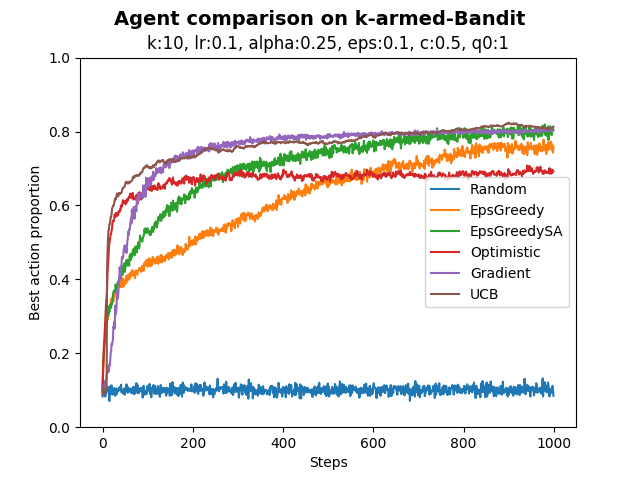 Agent comparison on k-armed-Bandit
k:10, lr:0.1, alpha:0.25, eps:0.1, c:0.5, q0:1
1.0
0.8
0.6
0.4
0.2
0.0
Best action proportion
Random
EpsGreedy
EpsGreedySA
Optimistic
Gradient
UCB
0 200 400 600 800 1000
Steps